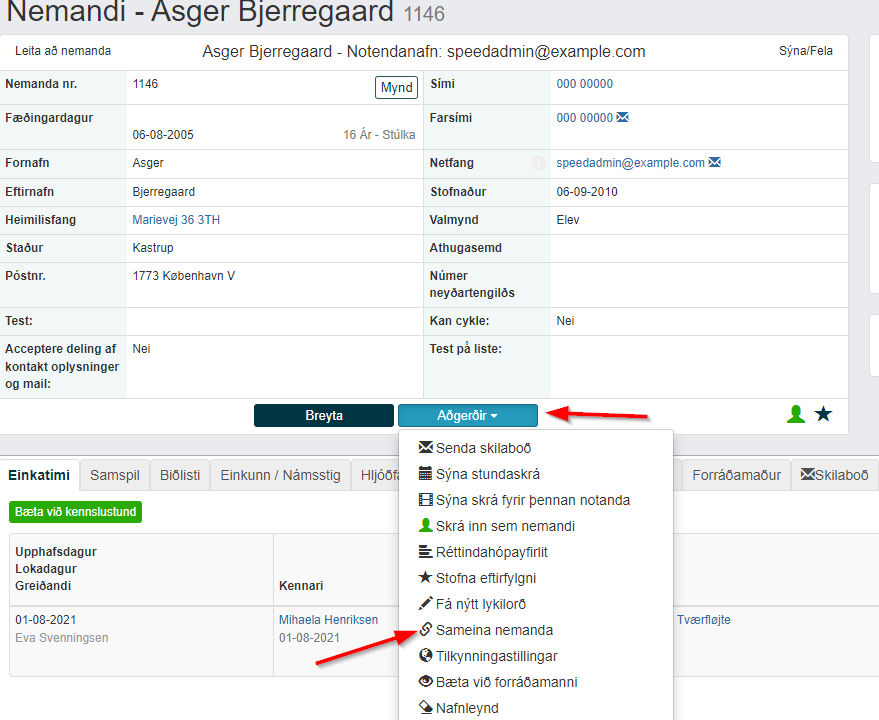 Nemandi - Asger Bjerregaard 1146
Leita að nemanda
Asger Bjerregaard - Notendanafn: speedadmin@example.com
Sýna/Fela
Nemanda nr.
1146
Mynd
Sími
000 00000
Fæðingardagur
06-08-2005
16 Ár - Stúlka
Farsími
000 00000
Fornafn
Asger
Netfang
speedadmin@example.com
Eftirnafn
Bjerregaard
Stofnaður
06-09-2010
Heimilisfang
Marievej 36 3TH
Valmynd
Elev
Staður
Kastrup
Athugasemd
Póstnr.
1773 København V
Númer
neyðartengilðs
Test:
Kan cykle:
Nei
Acceptere deling af
kontakt oplysninger
og mail:
Nei
Test på liste:
Breyta
Aðgerðir
Senda skilaboð
Sýna stundaskrá
Sýna skrá fyrir þennan notanda
Skrá inn sem nemandi
Réttindahópayfirlit
Stofna eftirfylgni
Fá nýtt lykilorð
Sameina nemanda
Tilkynningastillingar
Bæta við forráðamanni
Nafnleynd
Einkatími
Samspil
Biðlisti
Einkunn / Námsstig
Forráðamaður
Skilaboð
Bæta við kennslustund
Upphafsdagur
Lokadagur
Greiðandi
Kennari
01-08-2021
Eva Svenningsen
Mihaela Henriksen
01-08-2021
Tværfløjte